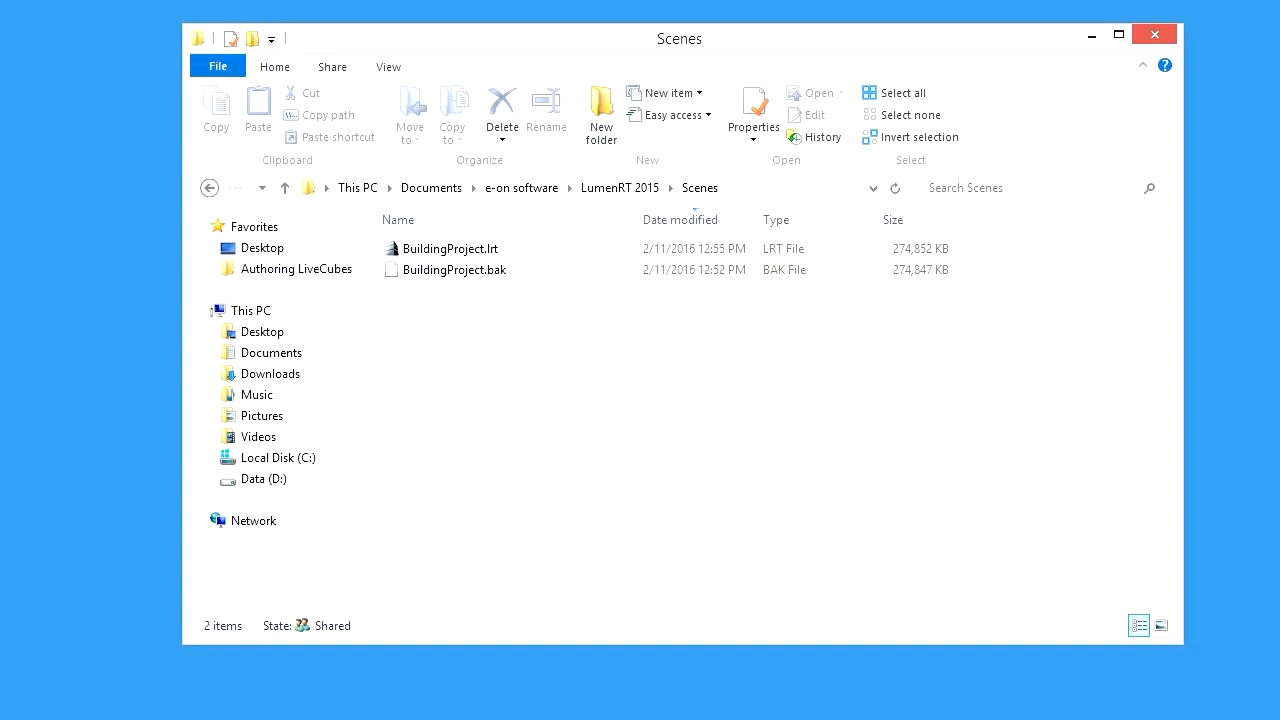 Scenes
File Home Share View
Copy Paste Cut Copy path Paste shortcut Move to Copy to Delete Rename New folder New item Easy access Properties Open Edit History Select all Select none Invert selection
Clipboard Organize New Open Select
This PC Documents e-on software LumenRT 2015 Scenes Search Scenes
Name Date modified Type Size
BuildingProject.lrt 2/11/2016 12:55 PM LRT File 274,852 KB
BuildingProject.bak 2/11/2016 12:52 PM BAK File 274,847 KB
Favorites
Desktop
Authoring LiveCubes
This PC
Desktop
Documents
Downloads
Music
Pictures
Videos
Local Disk (C:)
Data (D:)
Network
2 items State: Shared